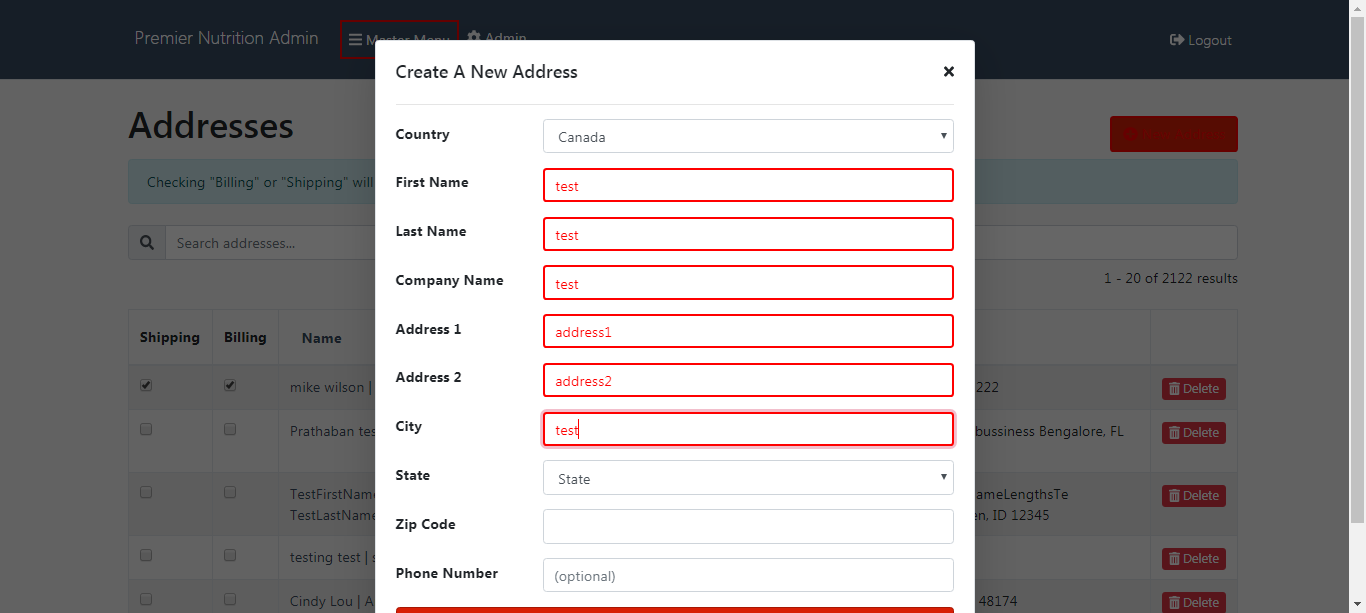 Premier Nutrition Admin
Master Menu
Admin
Logout
Create A New Address
Addresses
Checking "Billing" or "Shipping" will
Search addresses...
1 - 20 of 2122 results
Country
Canada
First Name
test
Last Name
test
Company Name
test
Address 1
address1
Address 2
address2
City
test
State
State
Zip Code
Phone Number
(optional)
Shipping Billing Name
mike wilson | 222 Delete
Prathaban tes bussiness Bengalore, FL Delete
TestFirstName ameLengthsTe Delete
TestLastName en, ID 12345
testing test | Delete
Cindy Lou | A 48174 Delete